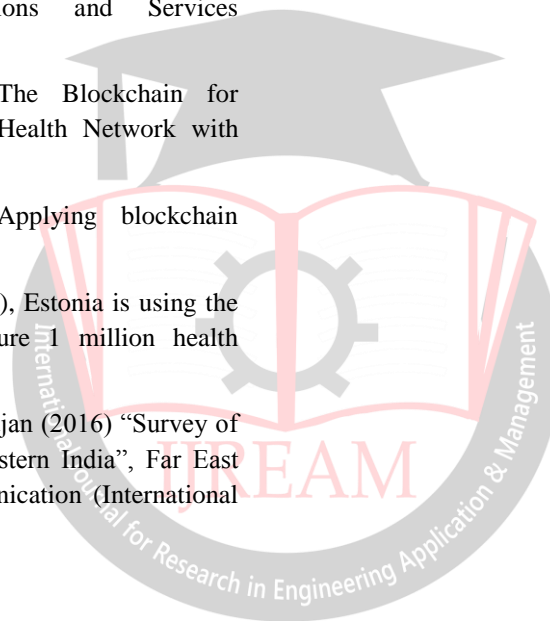 ions and Services
The Blockchain for
Health Network with
Applying blockchain
), Estonia is using the
ure 1 million health
jan (2016) “Survey of
stern India”, Far East
nication (International
IJREAM
International Journal for Research in Engineering Application & Management